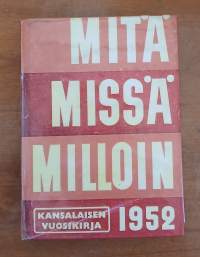 MITÄ
MISSÄ
MILLOIN
KANSALAISEN
VUOSIKIRJA
1952